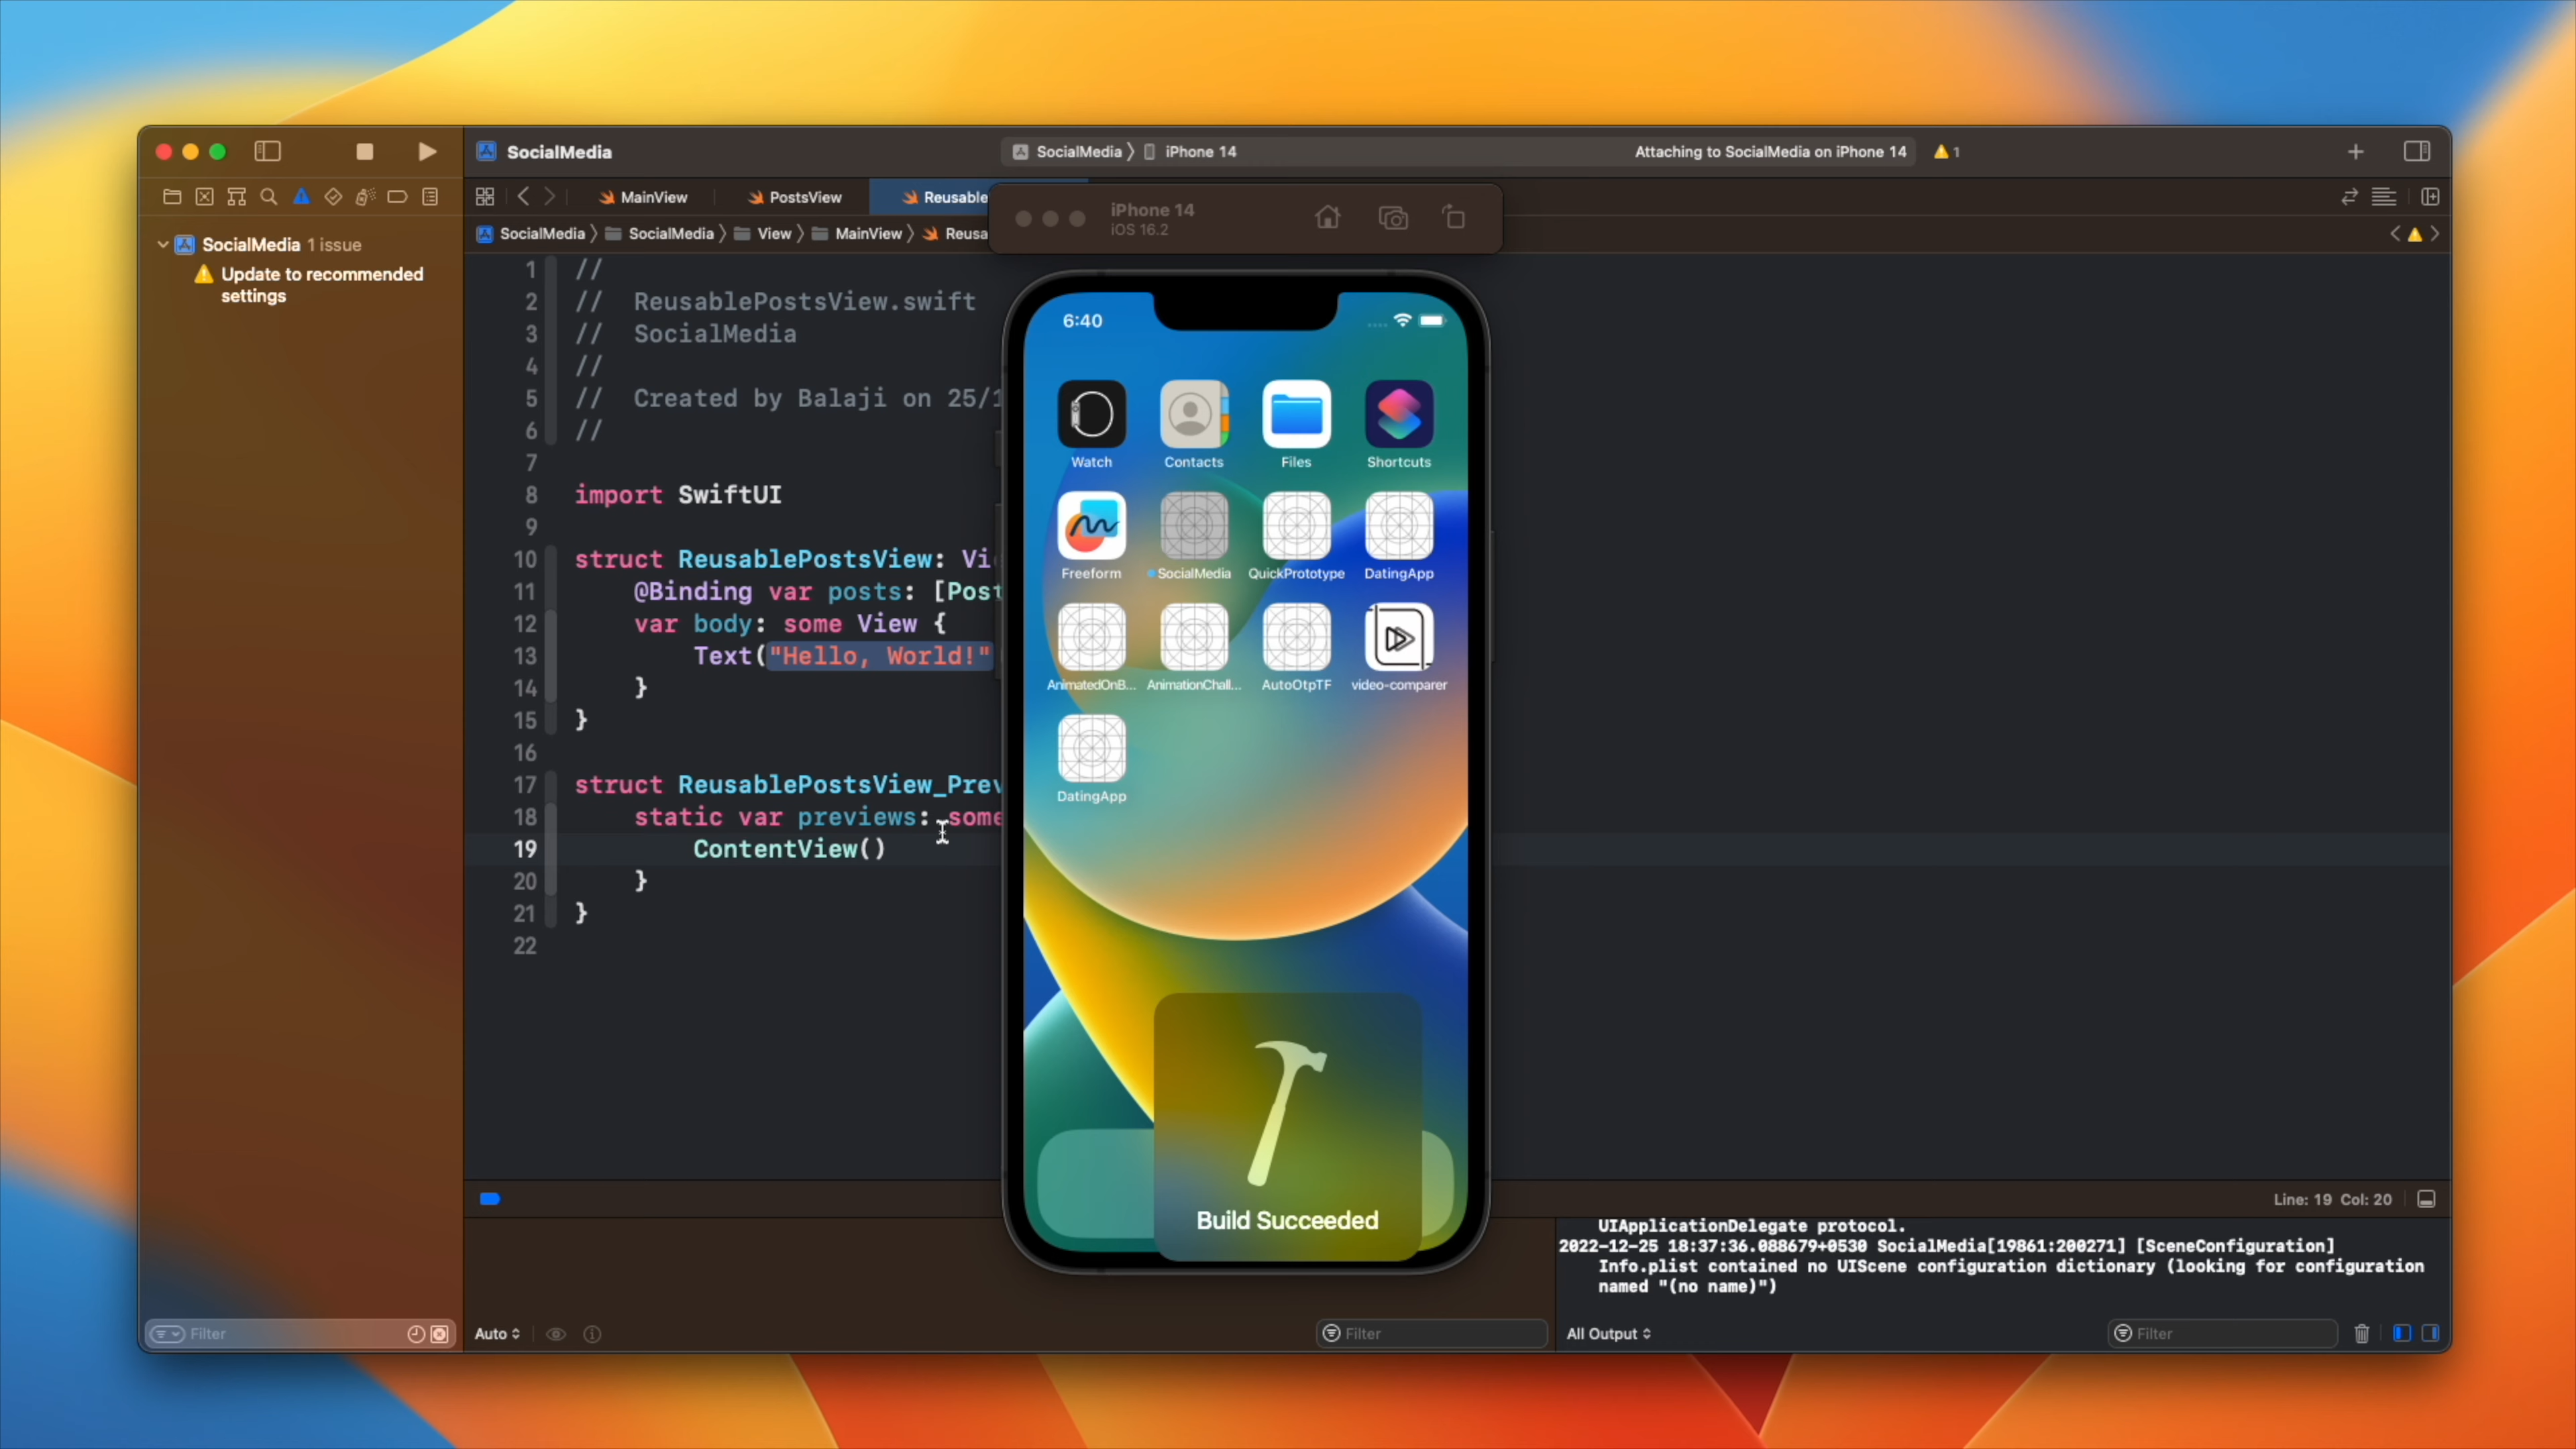 SocialMedia
SocialMedia 〉 iPhone 14
Attaching to SocialMedia on iPhone 14
1
MainView
PostsView
Reusable
SocialMedia 〉 SocialMedia 〉 View 〉 MainView 〉 Reusa
SocialMedia 1 issue
Update to recommended
settings
Filter
1 //
2 // ReusablePostsView.swift
3 // SocialMedia
4 //
5 // Created by Balaji on 25/1
6 //
7
8 import SwiftUI
9
10 struct ReusablePostsView: Vi
11 @Binding var posts: [Post
12 var body: some View {
13 Text("Hello, World!"
14 }
15 }
16
17 struct ReusablePostsView_Prev
18 static var previews: some
19 ContentView()
20 }
21 }
22
iPhone 14
iOS 16.2
6:40
Watch
Contacts
Files
Shortcuts
Freeform
SocialMedia
QuickPrototype
DatingApp
AnimatedOnB...
AnimationChall...
AutoOtpTF
video-comparer
DatingApp
Build Succeeded
Line: 19 Col: 20
UIApplicationDelegate protocol.
2022-12-25 18:37:36.088679+0530 SocialMedia[19861:200271] [SceneConfiguration]
Info.plist contained no UIScene configuration dictionary (looking for configuration
named "(no name)")
Auto
Filter
All Output
Filter